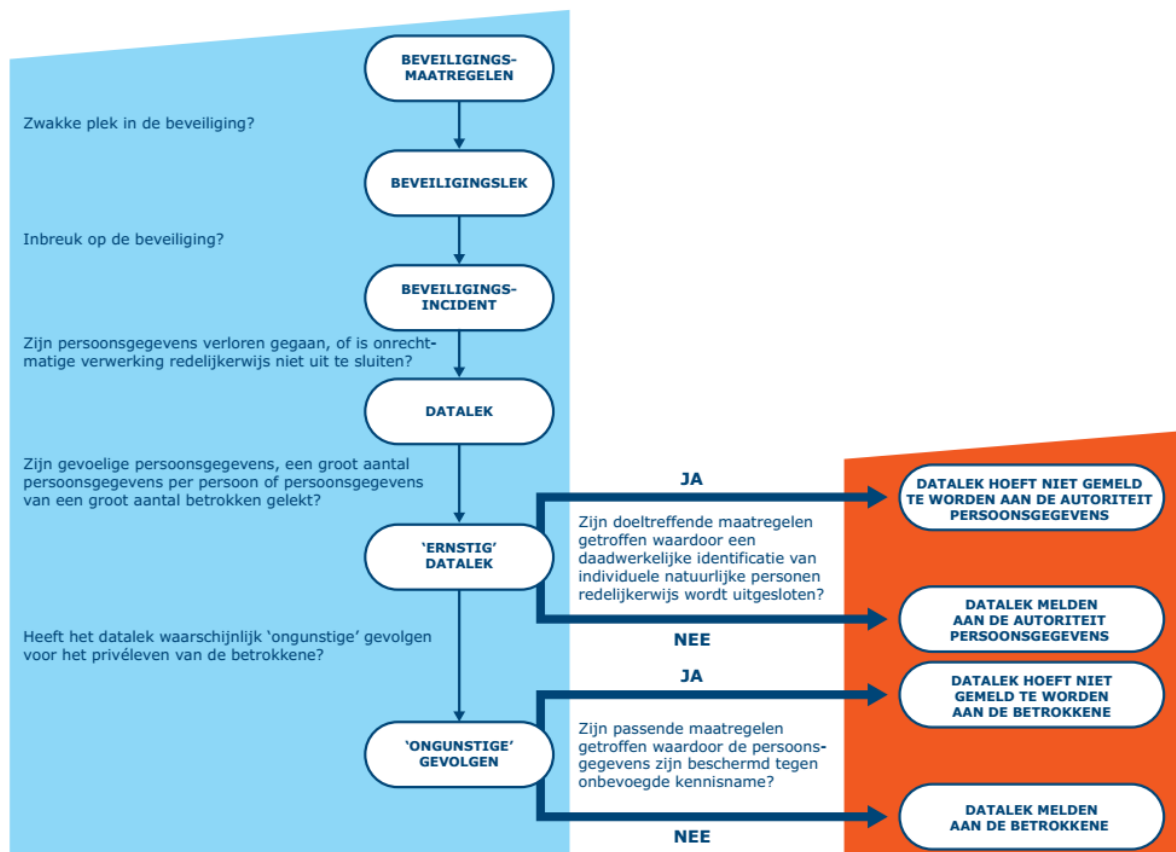 BEVEILIGINGS-
MAATREGELEN
Zwakke plek in de beveiliging?
BEVEILIGINGSLEK
Inbreuk op de beveiliging?
BEVEILIGINGS-
INCIDENT
Zijn persoonsgegevens verloren gegaan, of is onrecht-
matige verwerking redelijkerwijs niet uit te sluiten?
DATALEK
Zijn gevoelige persoonsgegevens, een groot aantal
persoonsgegevens per persoon of persoonsgegevens
van een groot aantal betrokken gelekt?
‘ERNSTIG’
DATALEK
JA
Zijn doeltreffende maatregelen
getroffen waardoor een
daadwerkelijke identificatie van
individuele natuurlijke personen
redelijkerwijs wordt uitgesloten?
NEE
DATALEK HOEFT NIET GEMELD
TE WORDEN AAN DE AUTORITEIT
PERSOONSGEGEVENS
DATALEK MELDEN
AAN DE AUTORITEIT
PERSOONSGEGEVENS
Heeft het datalek waarschijnlijk ‘ongunstige’ gevolgen
voor het privéleven van de betrokkene?
‘ONGUNSTIGE’
GEVOLGEN
JA
Zijn passende maatregelen
getroffen waardoor de persoons-
gegevens zijn beschermd tegen
onbevoegde kennisname?
NEE
DATALEK HOEFT NIET
GEMELD TE WORDEN
AAN DE BETROKKENE
DATALEK MELDEN
AAN DE BETROKKENE